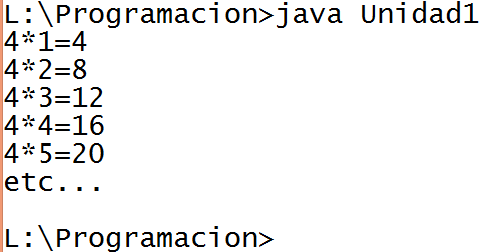 L:\Programacion>java Unidad1
4*1=4
4*2=8
4*3=12
4*4=16
4*5=20
etc...
L:\Programacion>